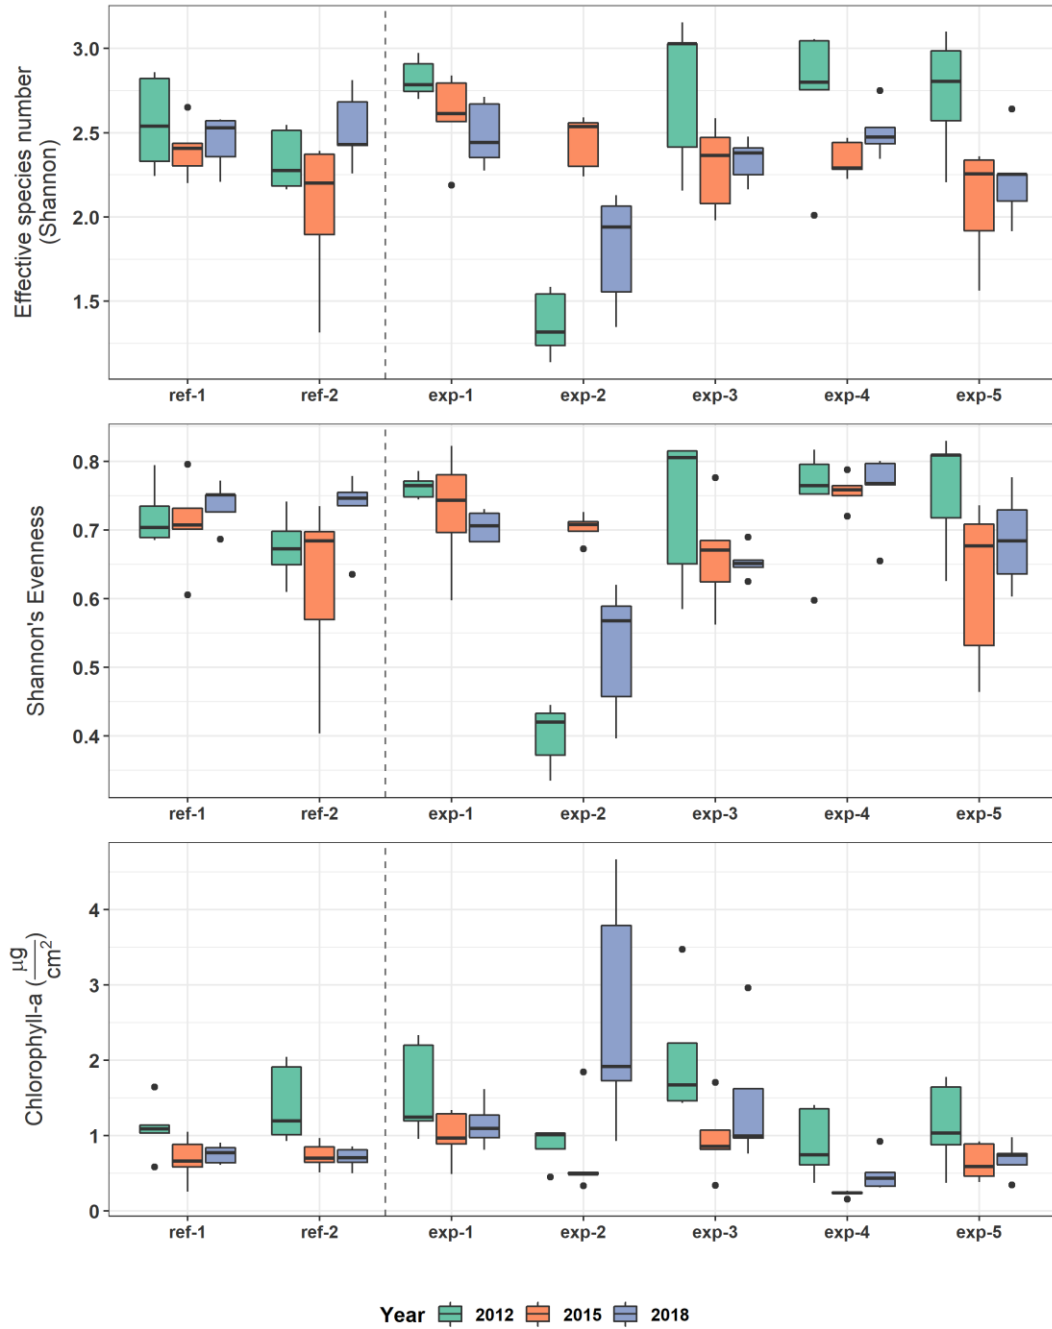 Effective species number
(Shannon)
3.0
2.5
2.0
1.5
ref-1 ref-2 exp-1 exp-2 exp-3 exp-4 exp-5
Shannon's Evenness
0.8
0.7
0.6
0.5
0.4
ref-1 ref-2 exp-1 exp-2 exp-3 exp-4 exp-5
Chlorophyll-a (μg/cm²)
4
3
2
1
0
ref-1 ref-2 exp-1 exp-2 exp-3 exp-4 exp-5
Year 2012 2015 2018